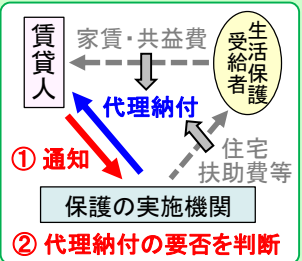 賃貸人
家賃・共益費
生活保護
受給者
代理納付
① 通知
住宅
扶助費等
保護の実施機関
② 代理納付の要否を判断